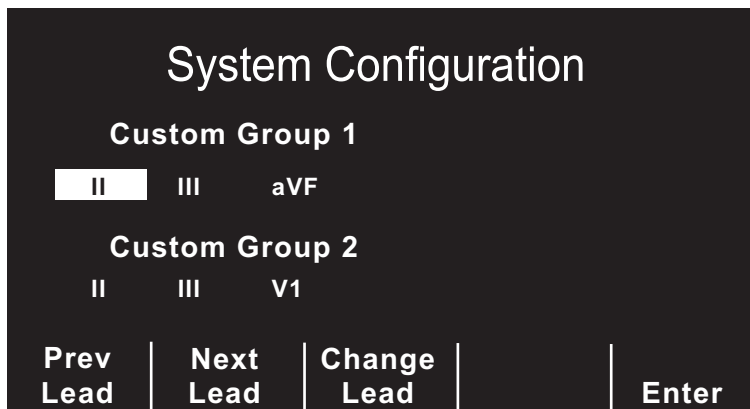 System Configuration
Custom Group 1
II III aVF
Custom Group 2
II III V1
Prev Next Change
Lead Lead Lead Enter